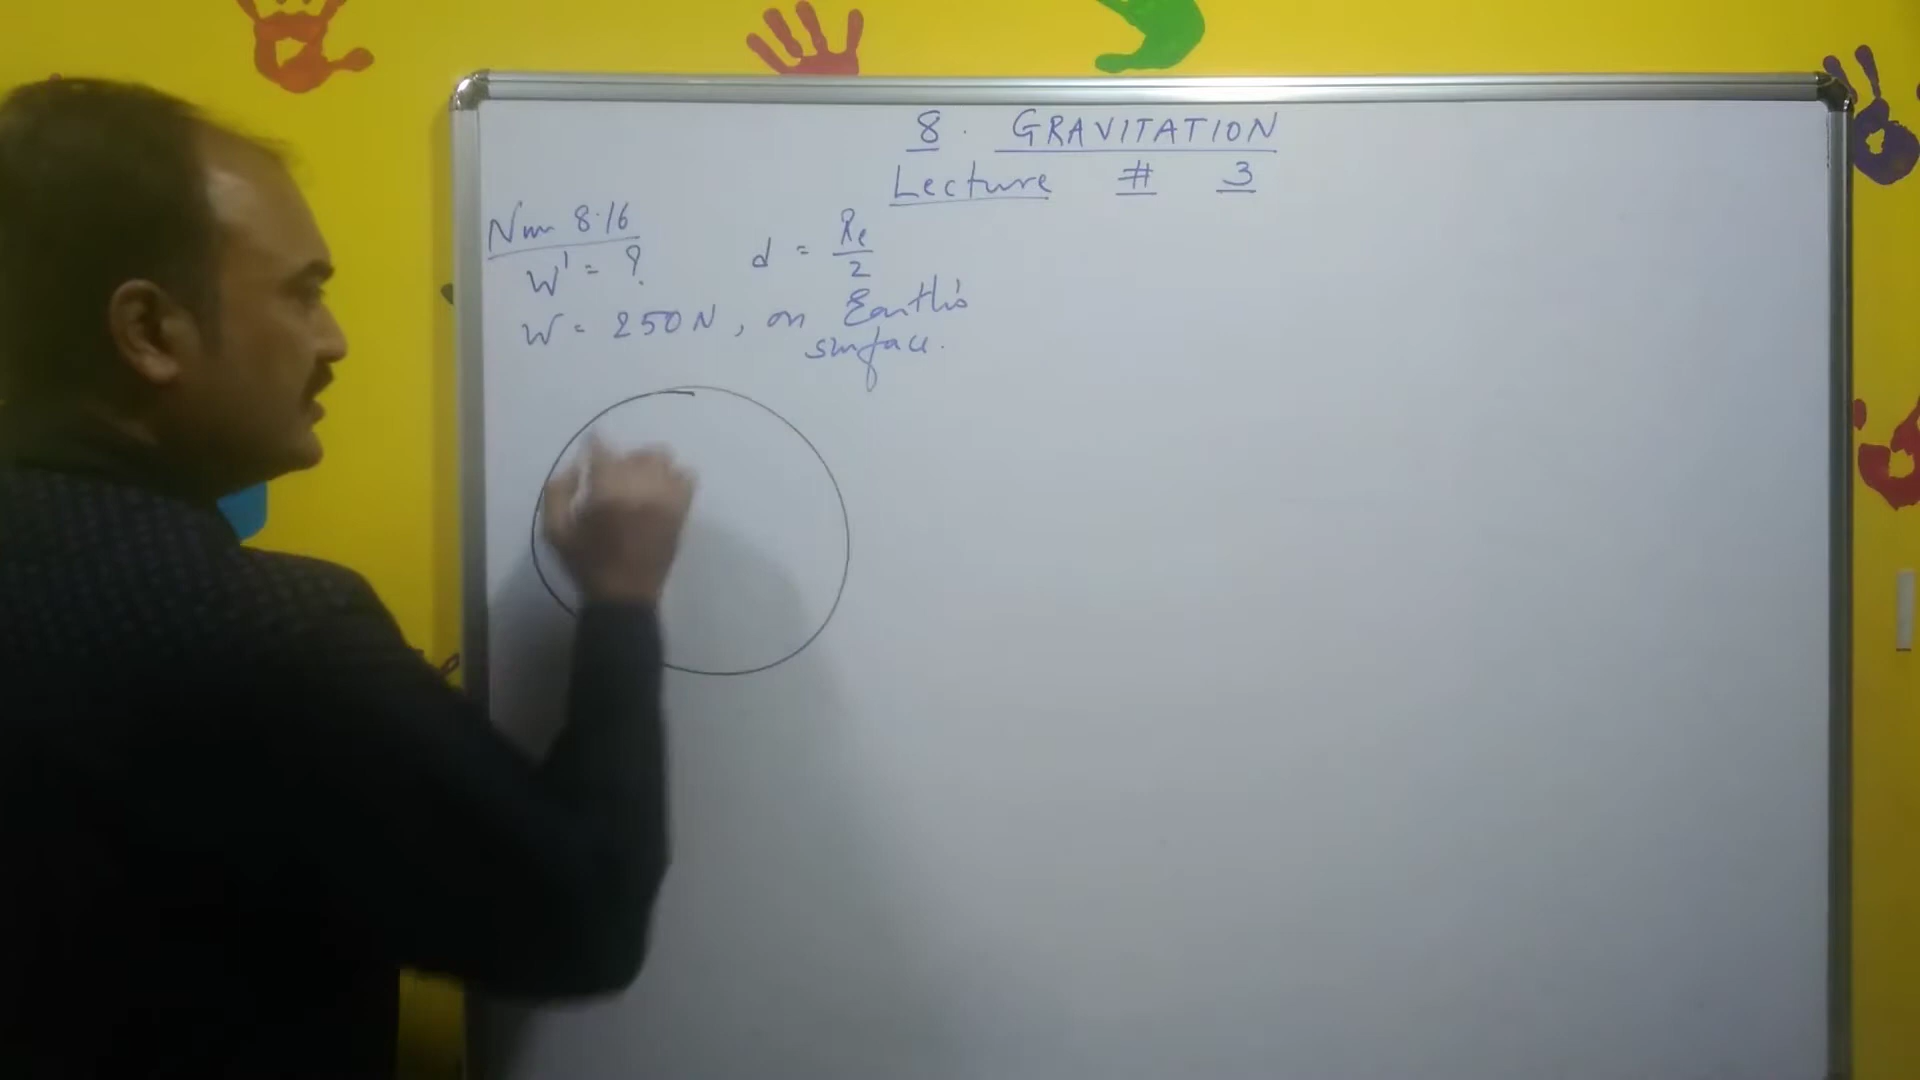 8. GRAVITATION
Lecture # 3
Num 8.16
W' = ? d = Re/2
W = 250N, on Earth's
surface.